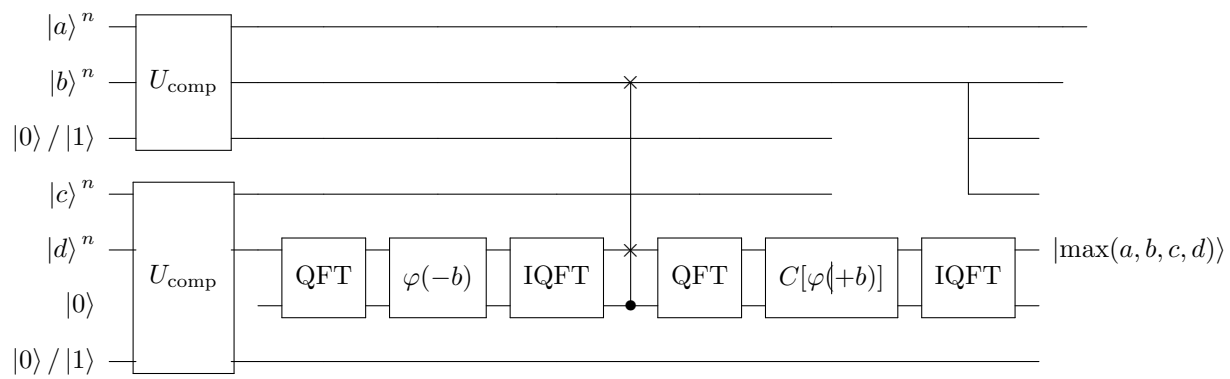 |a⟩ⁿ
|b⟩ⁿ
U_comp
|0⟩ / |1⟩
|c⟩ⁿ
|d⟩ⁿ
|0⟩
|0⟩ / |1⟩
U_comp
QFT φ(−b) IQFT QFT C[φ(+b)] IQFT
|max(a, b, c, d)⟩